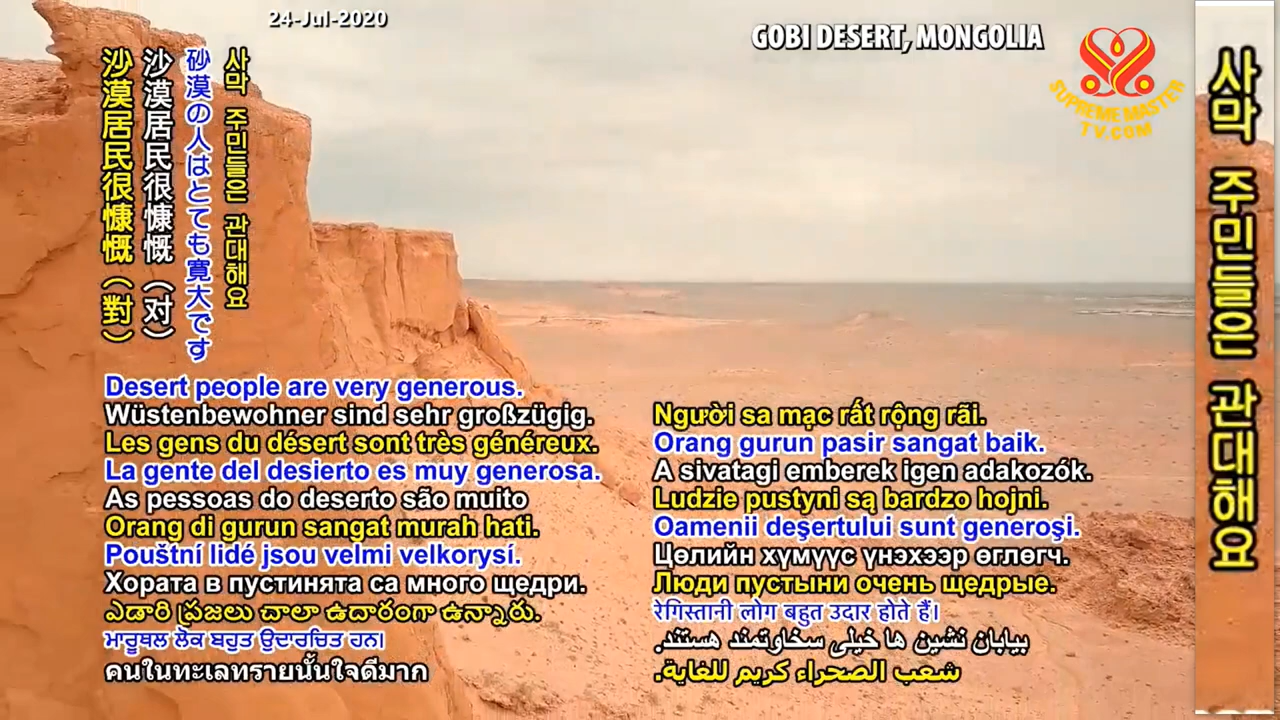 24-Jul-2020
GOBI DESERT, MONGOLIA
SUPREME MASTER
TV.COM
사막 주민들은 관대해요
砂漠の人はとても寛大です
沙漠居民很慷慨（对）
沙漠居民很慷慨（對）
Desert people are very generous.
Wüstenbewohner sind sehr großzügig.
Les gens du désert sont très généreux.
La gente del desierto es muy generosa.
As pessoas do deserto são muito
Orang di gurun sangat murah hati.
Pouštní lidé jsou velmi velkorysí.
Хората в пустинята са много щедри.
ఎడారి ప్రజలు చాలా ఉదారంగా ఉన్నారు.
ਮਾਰੂਥਲ ਲੋਕ ਬਹੁਤ ਉਦਾਰਚਿਤ ਹਨ।
คนในทะเลทรายนั้นใจดีมาก
Người sa mạc rất rộng rãi.
Orang gurun pasir sangat baik.
A sivatagi emberek igen adakozók.
Ludzie pustyni są bardzo hojni.
Oamenii deşertului sunt generoşi.
Цөлийн хүмүүс үнэхээр өглөгч.
Люди пустыни очень щедрые.
रेगिस्तानी लोग बहुत उदार होते हैं।
بیابان نشین ها خیلی سخاوتمند هستند.
شعب الصحراء كريم للغاية.
사막 주민들은 관대해요